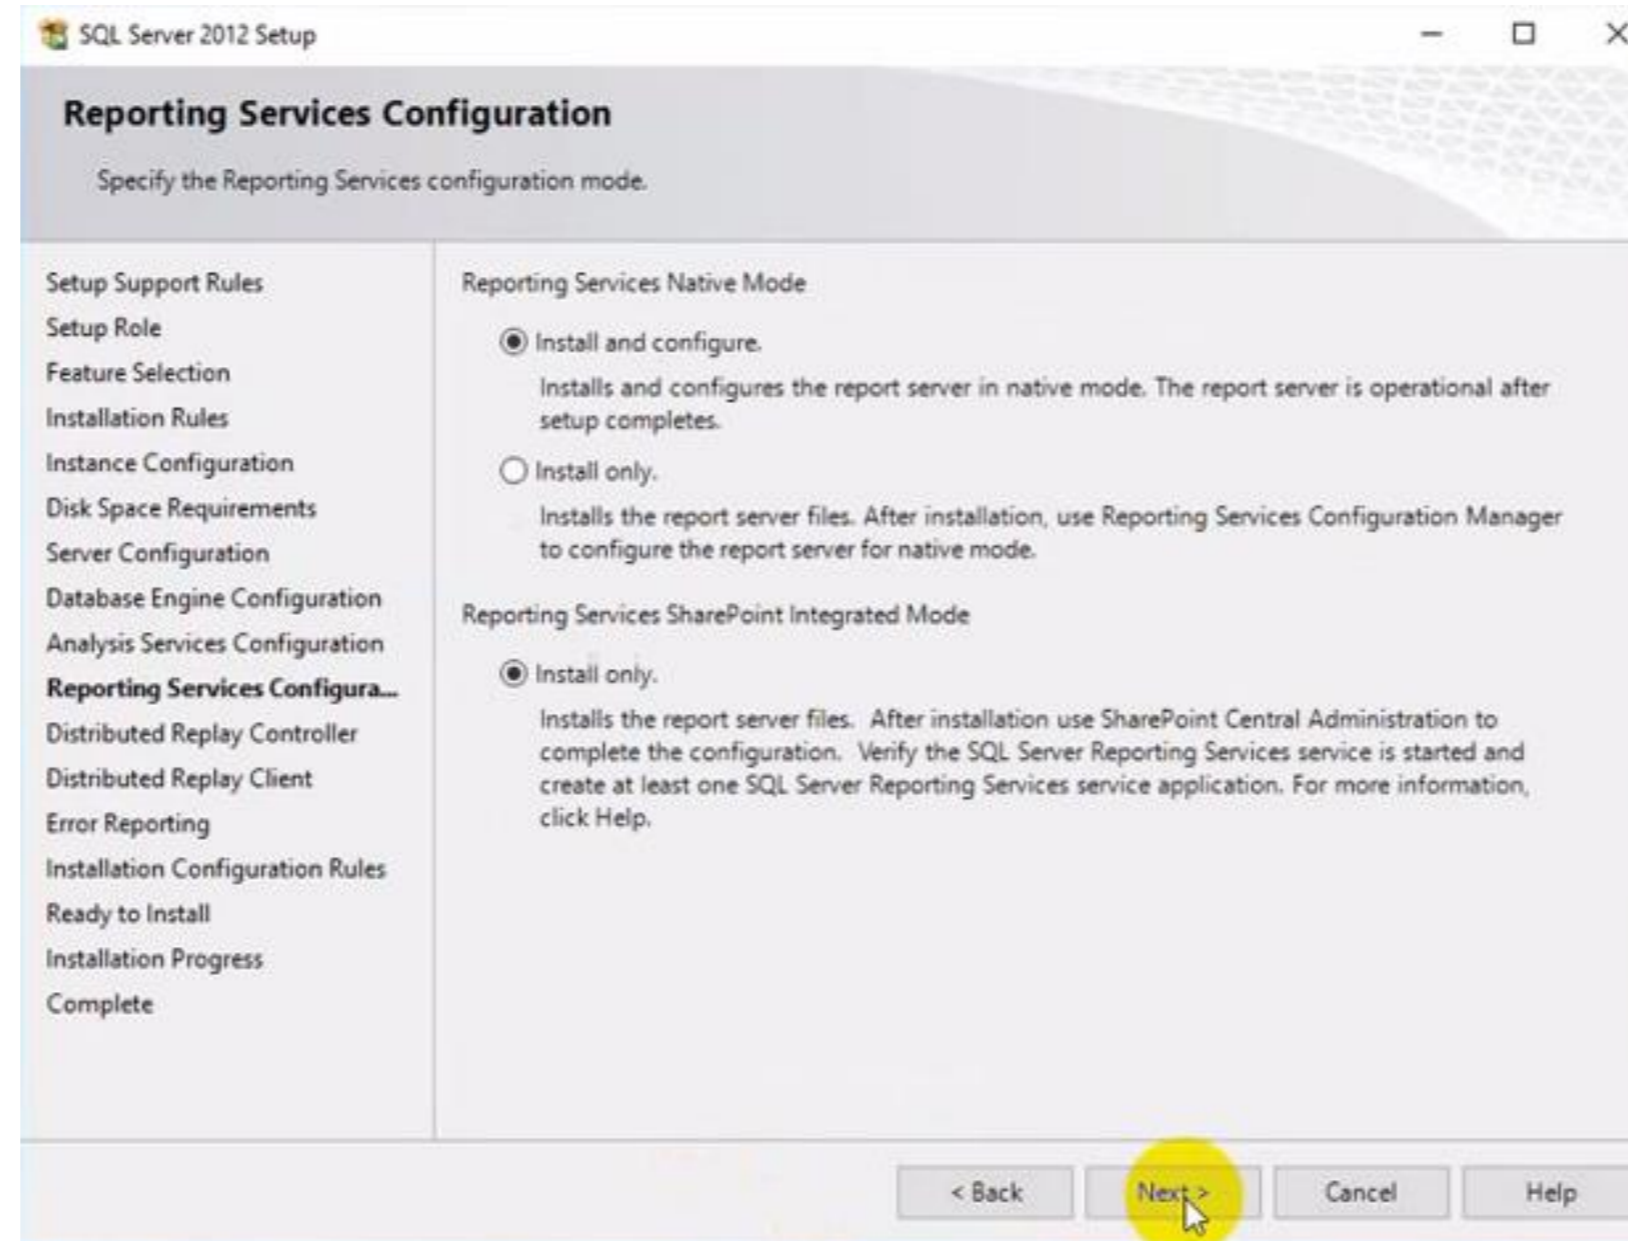 SQL Server 2012 Setup
Reporting Services Configuration
Specify the Reporting Services configuration mode.
Setup Support Rules
Setup Role
Feature Selection
Installation Rules
Instance Configuration
Disk Space Requirements
Server Configuration
Database Engine Configuration
Analysis Services Configuration
Reporting Services Configura...
Distributed Replay Controller
Distributed Replay Client
Error Reporting
Installation Configuration Rules
Ready to Install
Installation Progress
Complete
Reporting Services Native Mode
Install and configure.
Installs and configures the report server in native mode. The report server is operational after
setup completes.
Install only.
Installs the report server files. After installation, use Reporting Services Configuration Manager
to configure the report server for native mode.
Reporting Services SharePoint Integrated Mode
Install only.
Installs the report server files. After installation use SharePoint Central Administration to
complete the configuration. Verify the SQL Server Reporting Services service is started and
create at least one SQL Server Reporting Services service application. For more information,
click Help.
< Back
Next >
Cancel
Help